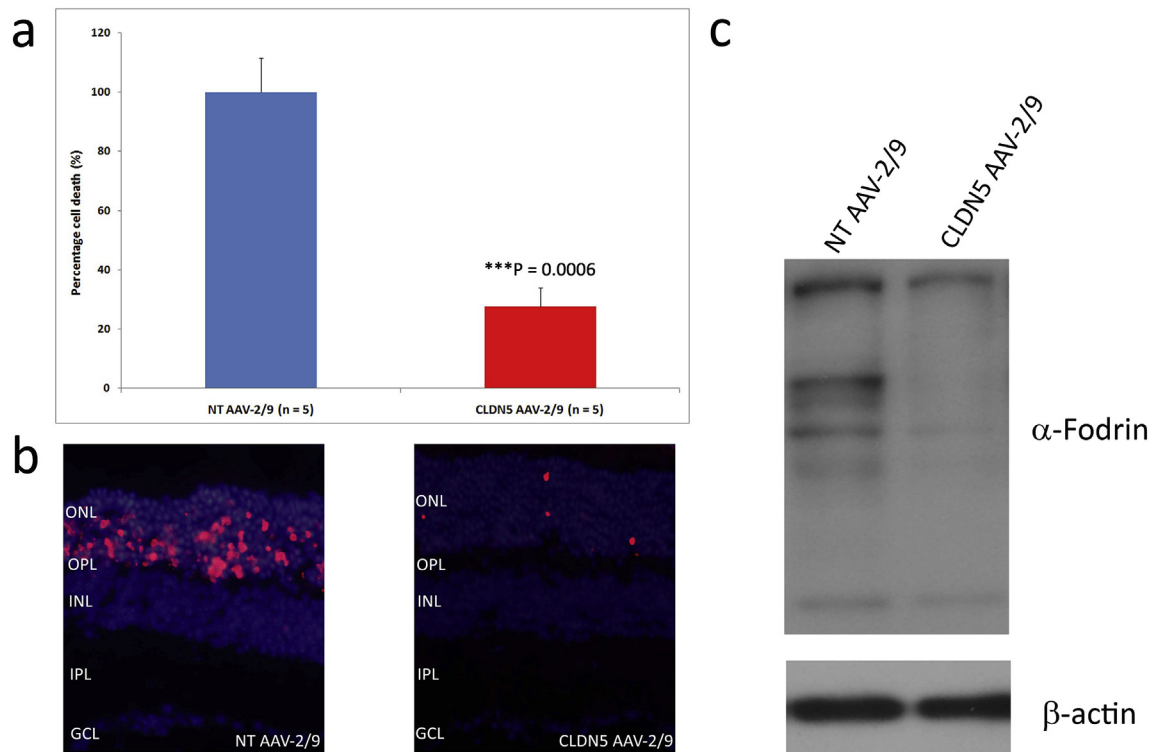 a
120
100
80
60
40
20
0
Percentage cell death (%)
***P = 0.0006
NT AAV-2/9 (n = 5)
CLDN5 AAV-2/9 (n = 5)
b
ONL
OPL
INL
IPL
GCL
NT AAV-2/9
ONL
OPL
INL
IPL
GCL
CLDN5 AAV-2/9
c
NT AAV-2/9
CLDN5 AAV-2/9
α-Fodrin
β-actin